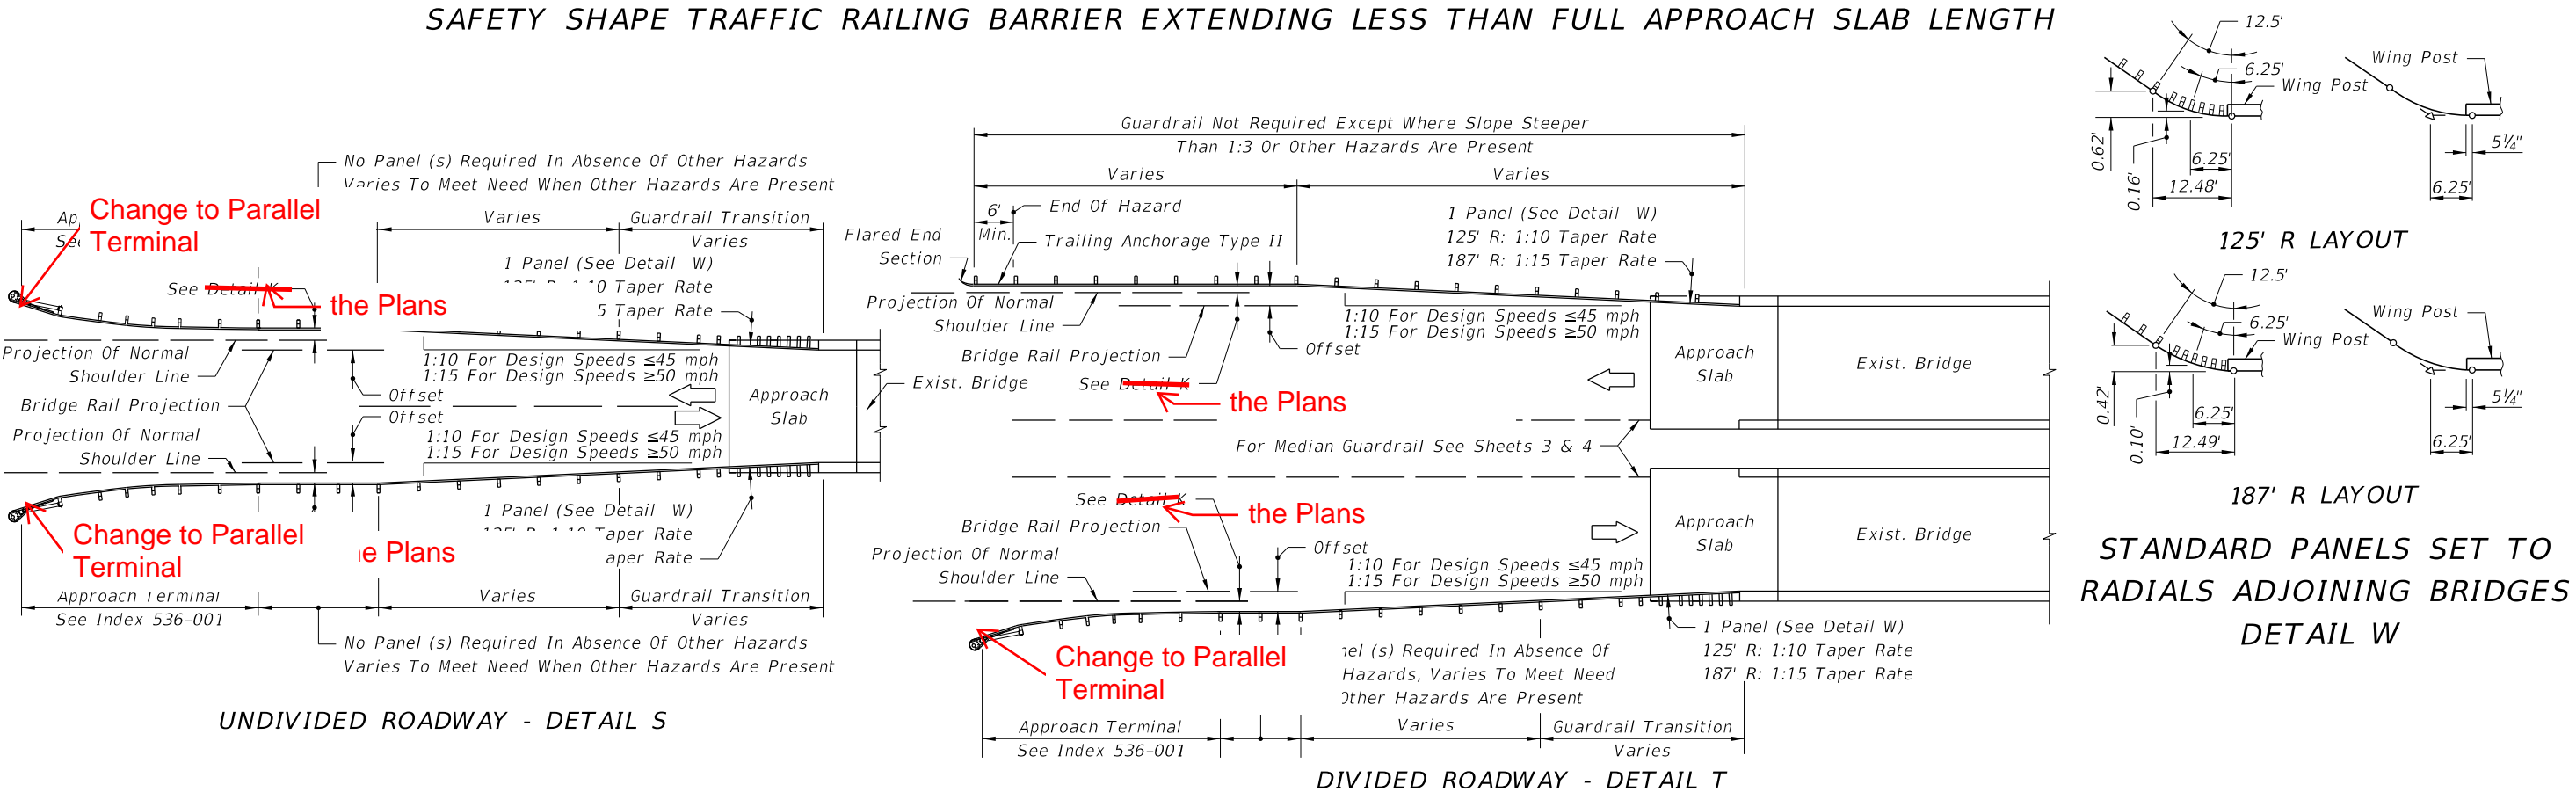 SAFETY SHAPE TRAFFIC RAILING BARRIER EXTENDING LESS THAN FULL APPROACH SLAB LENGTH
No Panel (s) Required In Absence Of Other Hazards
Varies To Meet Need When Other Hazards Are Present
Change to Parallel
Terminal
Varies
Guardrail Transition
Varies
1 Panel (See Detail W)
10 Taper Rate
5 Taper Rate
See Detail K
the Plans
Projection Of Normal
Shoulder Line
1:10 For Design Speeds ≤45 mph
1:15 For Design Speeds ≥50 mph
Bridge Rail Projection
Offset
Offset
Exist. Bridge
Approach
Slab
Projection Of Normal
Shoulder Line
1:10 For Design Speeds ≤45 mph
1:15 For Design Speeds ≥50 mph
Change to Parallel
Terminal
Plans
1 Panel (See Detail W)
Taper Rate
Rate
Approach Terminal
See Index 536-001
Varies
Guardrail Transition
Varies
No Panel (s) Required In Absence Of Other Hazards
Varies To Meet Need When Other Hazards Are Present
UNDIVIDED ROADWAY - DETAIL S
Guardrail Not Required Except Where Slope Steeper
Than 1:3 Or Other Hazards Are Present
Varies
Varies
6'
Min.
End Of Hazard
Flared End
Section
Trailing Anchorage Type II
1 Panel (See Detail W)
125' R: 1:10 Taper Rate
187' R: 1:15 Taper Rate
Projection Of Normal
Shoulder Line
1:10 For Design Speeds ≤45 mph
1:15 For Design Speeds ≥50 mph
Bridge Rail Projection
Offset
See Detail K
the Plans
Approach
Slab
Exist. Bridge
For Median Guardrail See Sheets 3 & 4
See Detail K
the Plans
Bridge Rail Projection
Projection Of Normal
Shoulder Line
Offset
1:10 For Design Speeds ≤45 mph
1:15 For Design Speeds ≥50 mph
Approach
Slab
Exist. Bridge
Change to Parallel
Terminal
(s) Required In Absence Of
Hazards, Varies To Meet Need
Other Hazards Are Present
1 Panel (See Detail W)
125' R: 1:10 Taper Rate
187' R: 1:15 Taper Rate
Approach Terminal
See Index 536-001
Varies
Guardrail Transition
Varies
DIVIDED ROADWAY - DETAIL T
12.5'
6.25'
Wing Post
Wing Post
0.62'
0.16'
6.25'
12.48'
5¼"
6.25'
125' R LAYOUT
12.5'
6.25'
Wing Post
Wing Post
0.42'
0.10'
6.25'
12.49'
5¼"
6.25'
187' R LAYOUT
STANDARD PANELS SET TO
RADIALS ADJOINING BRIDGES
DETAIL W